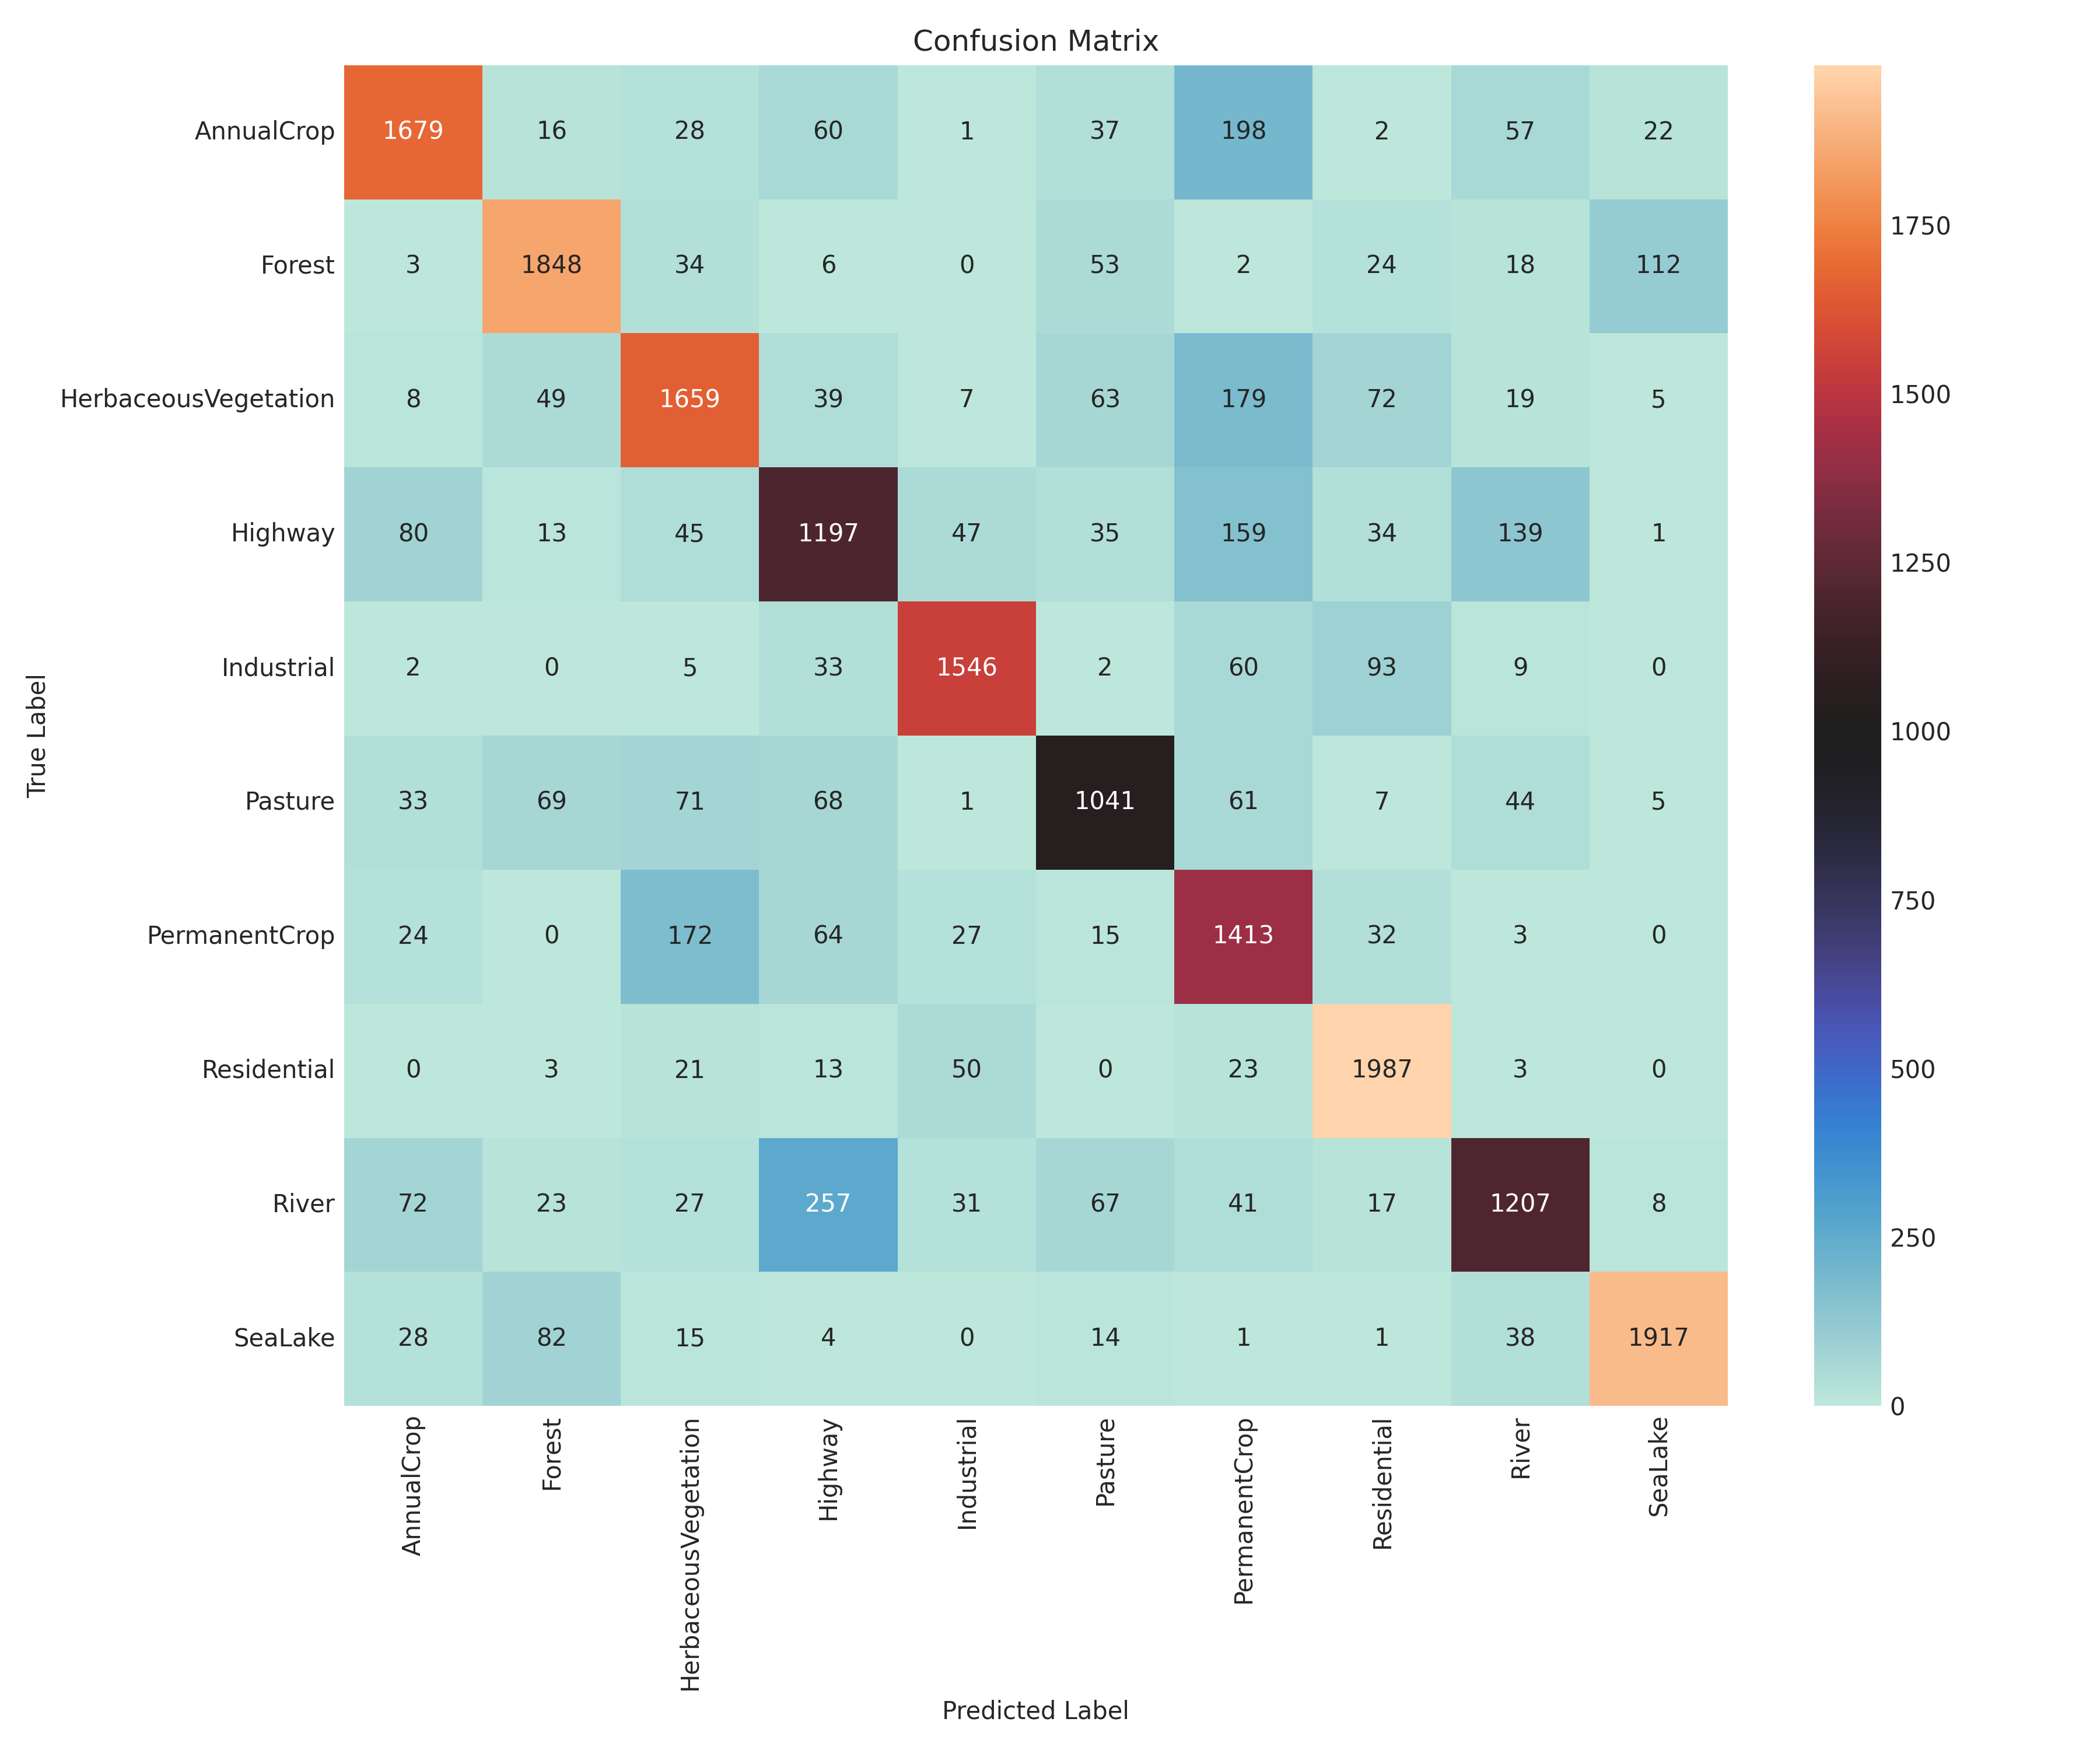 Confusion Matrix
True Label
AnnualCrop 1679 16 28 60 1 37 198 2 57 22
Forest 3 1848 34 6 0 53 2 24 18 112
HerbaceousVegetation 8 49 1659 39 7 63 179 72 19 5
Highway 80 13 45 1197 47 35 159 34 139 1
Industrial 2 0 5 33 1546 2 60 93 9 0
Pasture 33 69 71 68 1 1041 61 7 44 5
PermanentCrop 24 0 172 64 27 15 1413 32 3 0
Residential 0 3 21 13 50 0 23 1987 3 0
River 72 23 27 257 31 67 41 17 1207 8
SeaLake 28 82 15 4 0 14 1 1 38 1917
AnnualCrop
Forest
HerbaceousVegetation
Highway
Industrial
Pasture
PermanentCrop
Residential
River
SeaLake
Predicted Label
1750
1500
1250
1000
750
500
250
0